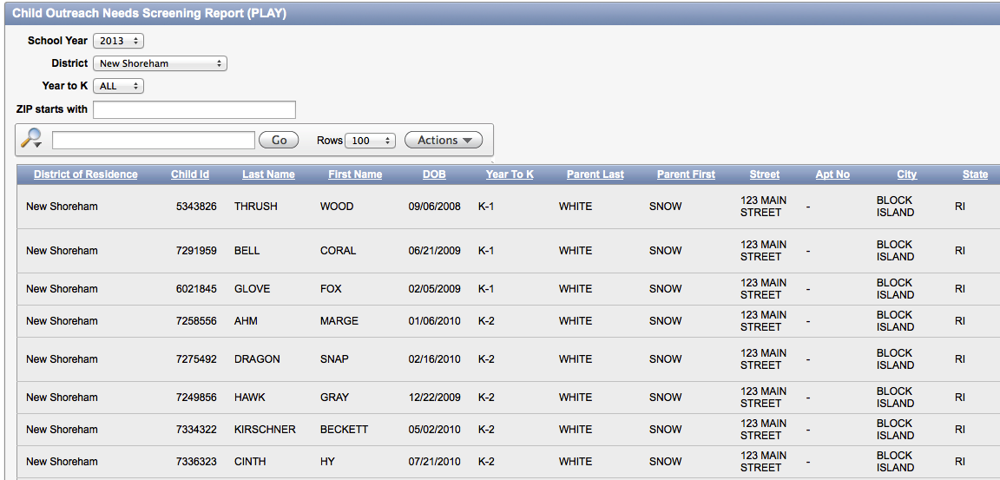 Child Outreach Needs Screening Report (PLAY)
School Year 2013
District New Shoreham
Year to K ALL
ZIP starts with
Go Rows 100 Actions
District of Residence Child Id Last Name First Name DOB Year To K Parent Last Parent First Street Apt No City State
New Shoreham 5343826 THRUSH WOOD 09/06/2008 K-1 WHITE SNOW 123 MAIN STREET - BLOCK ISLAND RI
New Shoreham 7291959 BELL CORAL 06/21/2009 K-1 WHITE SNOW 123 MAIN STREET - BLOCK ISLAND RI
New Shoreham 6021845 GLOVE FOX 02/05/2009 K-1 WHITE SNOW 123 MAIN STREET - BLOCK ISLAND RI
New Shoreham 7258556 AHM MARGE 01/06/2010 K-2 WHITE SNOW 123 MAIN STREET - BLOCK ISLAND RI
New Shoreham 7275492 DRAGON SNAP 02/16/2010 K-2 WHITE SNOW 123 MAIN STREET - BLOCK ISLAND RI
New Shoreham 7249856 HAWK GRAY 12/22/2009 K-2 WHITE SNOW 123 MAIN STREET - BLOCK ISLAND RI
New Shoreham 7334322 KIRSCHNER BECKETT 05/02/2010 K-2 WHITE SNOW 123 MAIN STREET - BLOCK ISLAND RI
New Shoreham 7336323 CINTH HY 07/21/2010 K-2 WHITE SNOW 123 MAIN STREET - BLOCK ISLAND RI